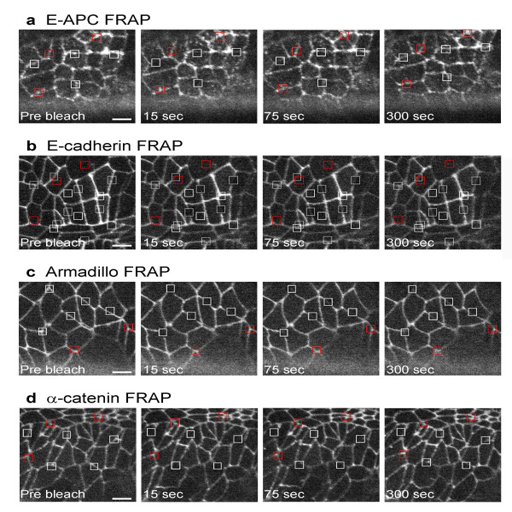 a E-APC FRAP
Pre bleach 15 sec 75 sec 300 sec
b E-cadherin FRAP
Pre bleach 15 sec 75 sec 300 sec
c Armadillo FRAP
Pre bleach 15 sec 75 sec 300 sec
d α-catenin FRAP
Pre bleach 15 sec 75 sec 300 sec